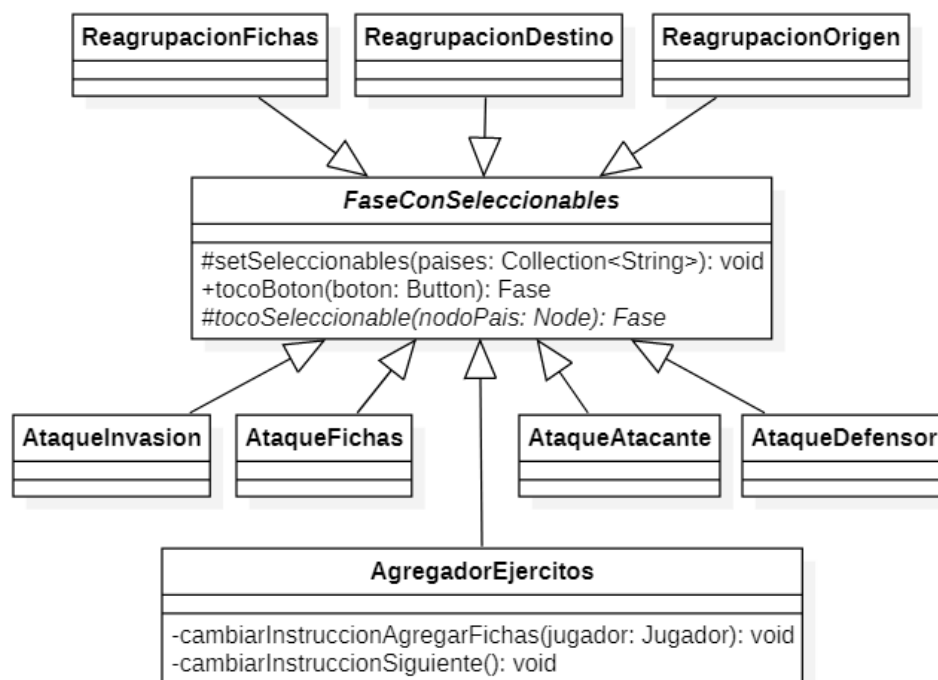 ReagrupacionFichas
ReagrupacionDestino
ReagrupacionOrigen
FaseConSeleccionables
#setSeleccionables(paises: Collection<String>): void
+tocoBoton(boton: Button): Fase
#tocoSeleccionable(nodoPais: Node): Fase
AtaqueInvasion
AtaqueFichas
AtaqueAtacante
AtaqueDefensor
AgregadorEjercitos
-cambiarInstruccionAgregarFichas(jugador: Jugador): void
-cambiarInstruccionSiguiente(): void